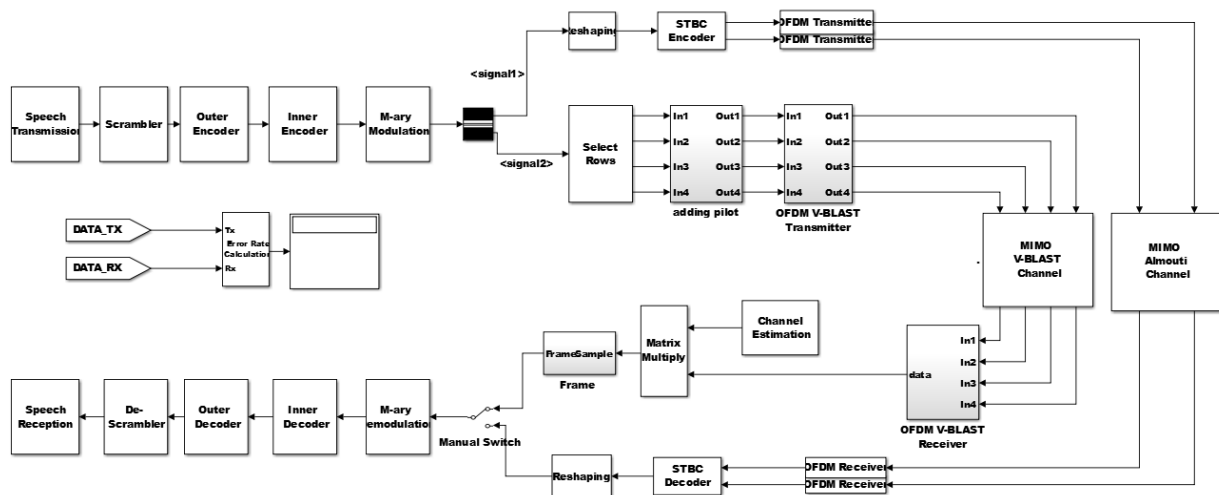 Reshaping
STBC
Encoder
OFDM Transmitte
OFDM Transmitte
<signal1>
Speech
Transmission
Scrambler
Outer
Encoder
Inner
Encoder
M-ary
Modulation
<signal2>
Select
Rows
In1 Out1
In2 Out2
In3 Out3
In4 Out4
adding pilot
In1 Out1
In2 Out2
In3 Out3
In4 Out4
OFDM V-BLAST
Transmitter
DATA_TX
DATA_RX
Tx
Error Rate
Calculation
Rx
MIMO
V-BLAST
Channel
MIMO
Almouti
Channel
Channel
Estimation
Matrix
Multiply
FrameSample
Frame
data
In1
In2
In3
In4
OFDM V-BLAST
Receiver
Speech
Reception
De-
Scrambler
Outer
Decoder
Inner
Decoder
M-ary
emodulation
Manual Switch
Reshaping
STBC
Decoder
OFDM Receiver
OFDM Receiver